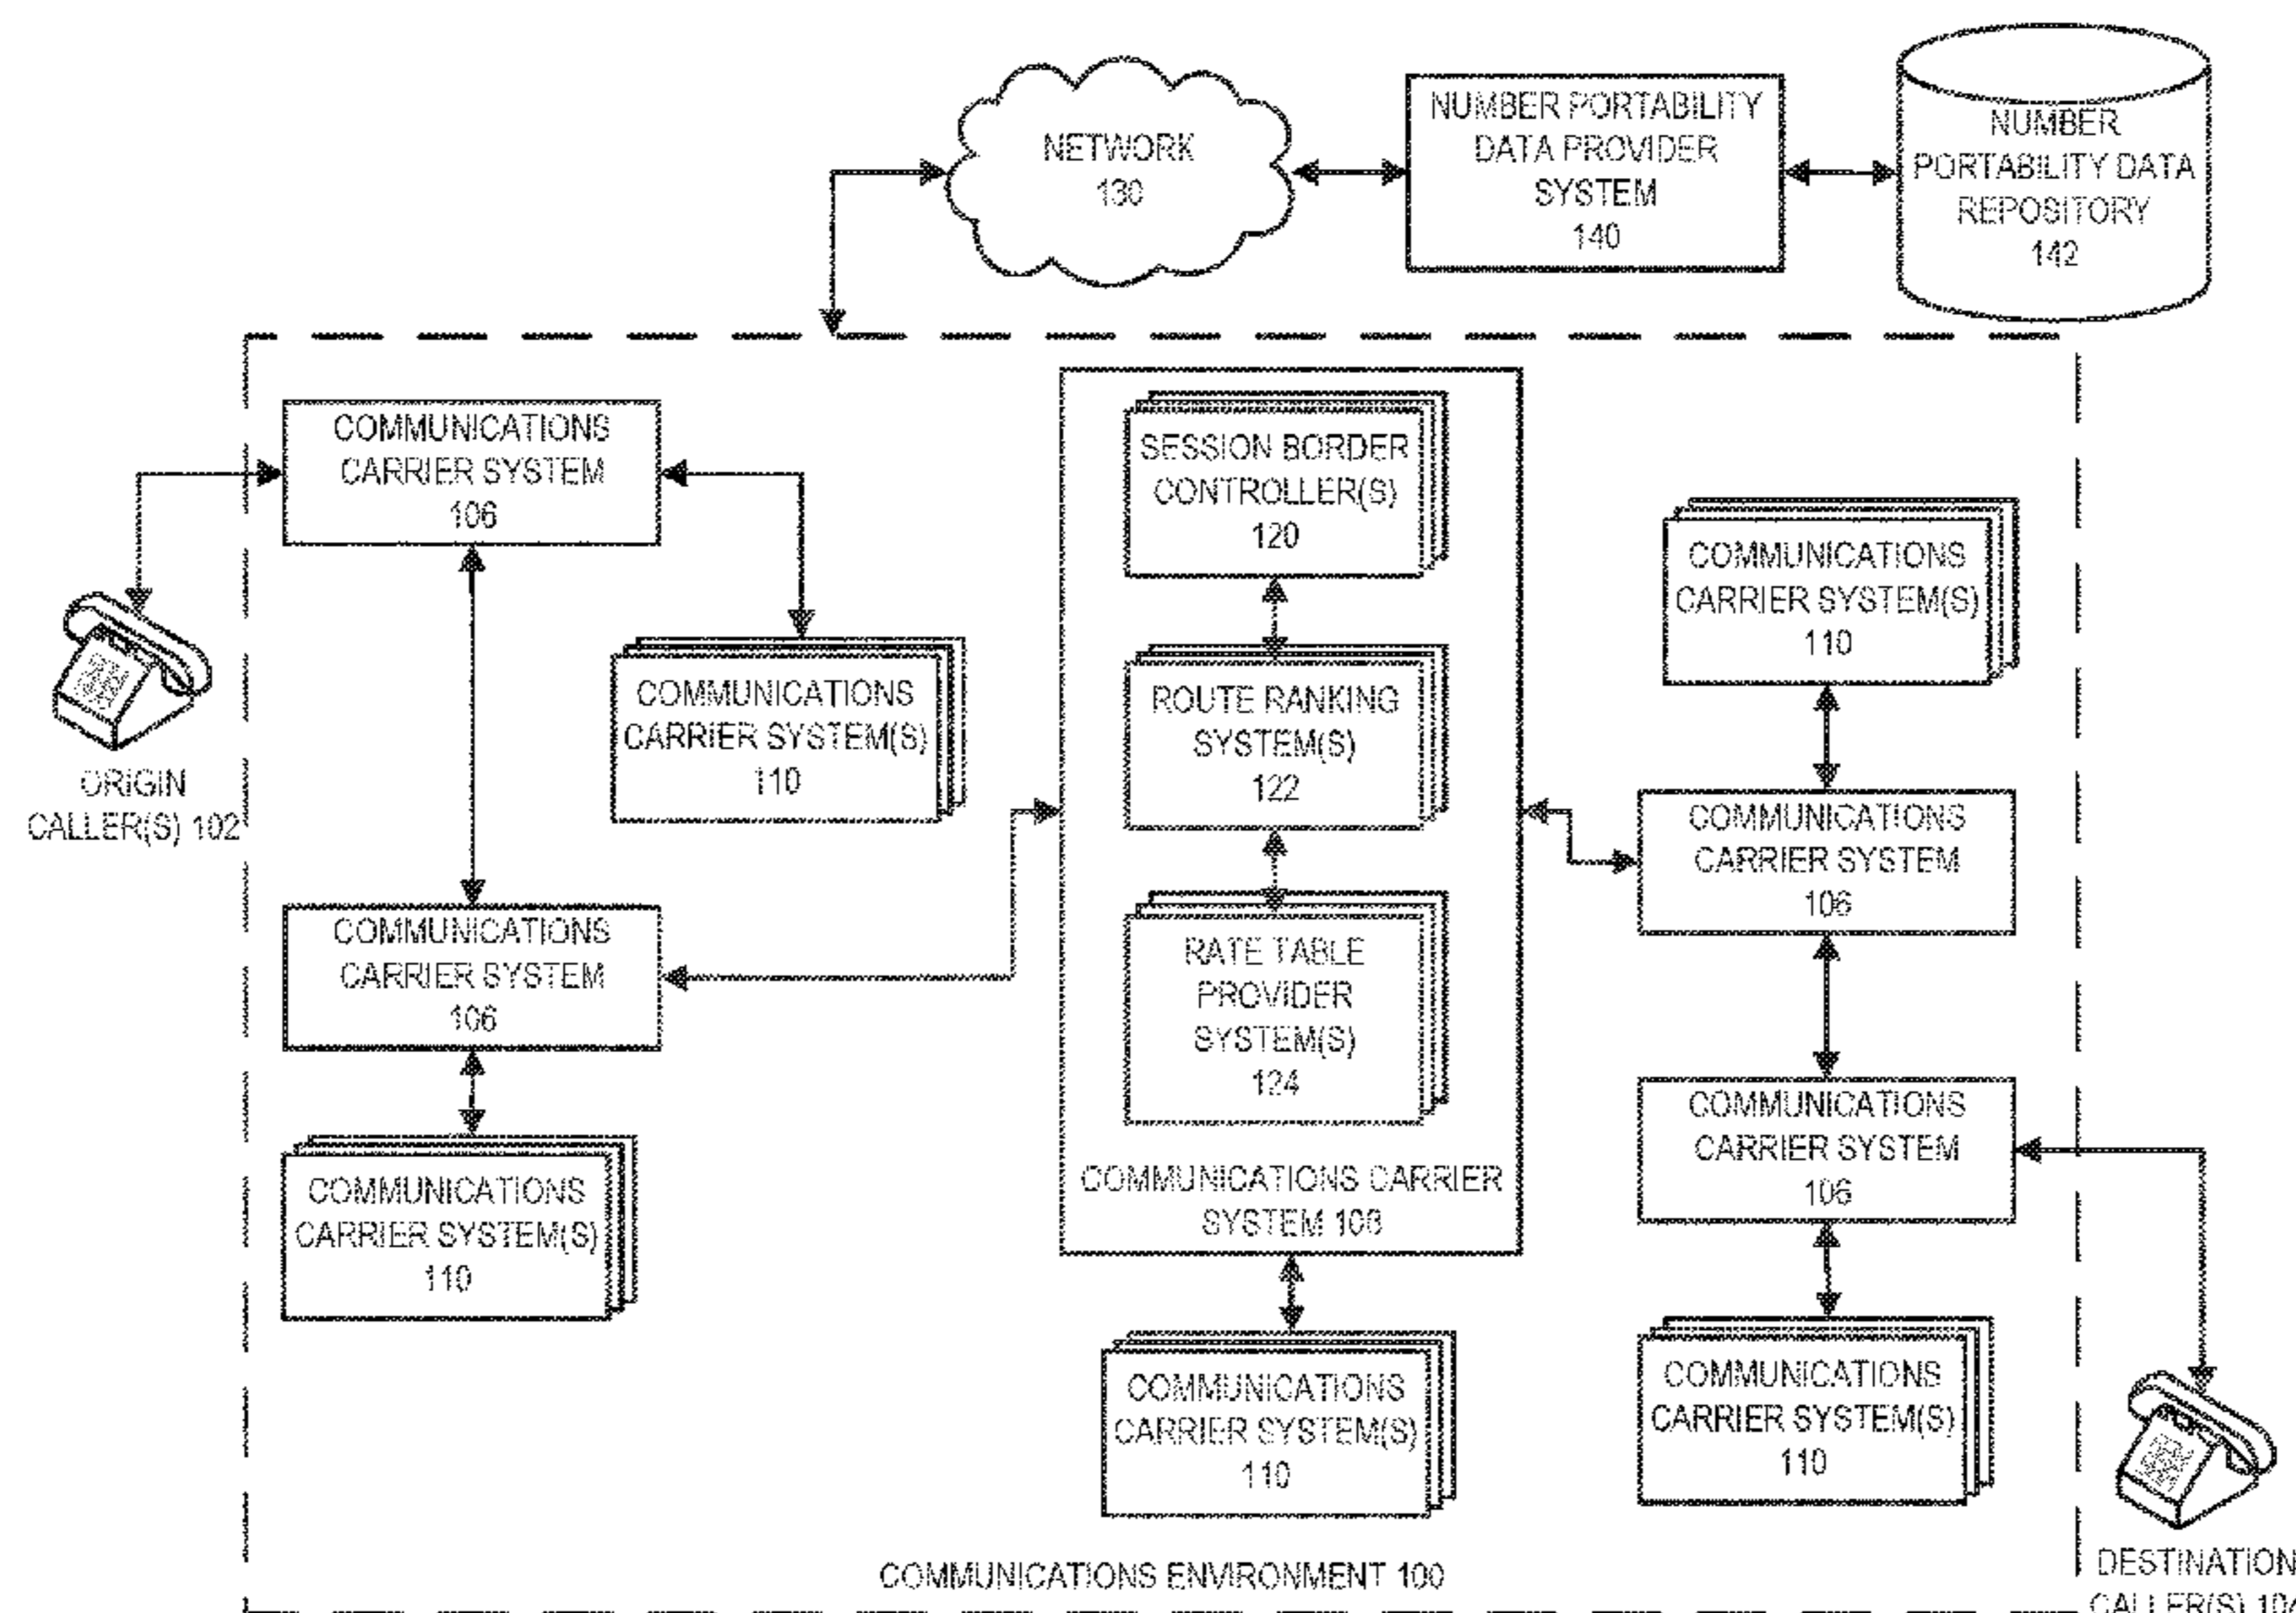 NETWORK
130
NUMBER PORTABILITY
DATA PROVIDER
SYSTEM
140
NUMBER
PORTABILITY DATA
REPOSITORY
142
COMMUNICATIONS
CARRIER SYSTEM
106
ORIGIN
CALLER(S) 102
COMMUNICATIONS
CARRIER SYSTEM(S)
110
COMMUNICATIONS
CARRIER SYSTEM
106
COMMUNICATIONS
CARRIER SYSTEM(S)
110
SESSION BORDER
CONTROLLER(S)
120
ROUTE RANKING
SYSTEM(S)
122
RATE TABLE
PROVIDER
SYSTEM(S)
124
COMMUNICATIONS CARRIER
SYSTEM
COMMUNICATIONS
CARRIER SYSTEM(S)
110
COMMUNICATIONS
CARRIER SYSTEM(S)
110
COMMUNICATIONS
CARRIER SYSTEM
106
COMMUNICATIONS
CARRIER SYSTEM
106
COMMUNICATIONS
CARRIER SYSTEM(S)
110
DESTINATION
CALLER(S)
COMMUNICATIONS ENVIRONMENT 100